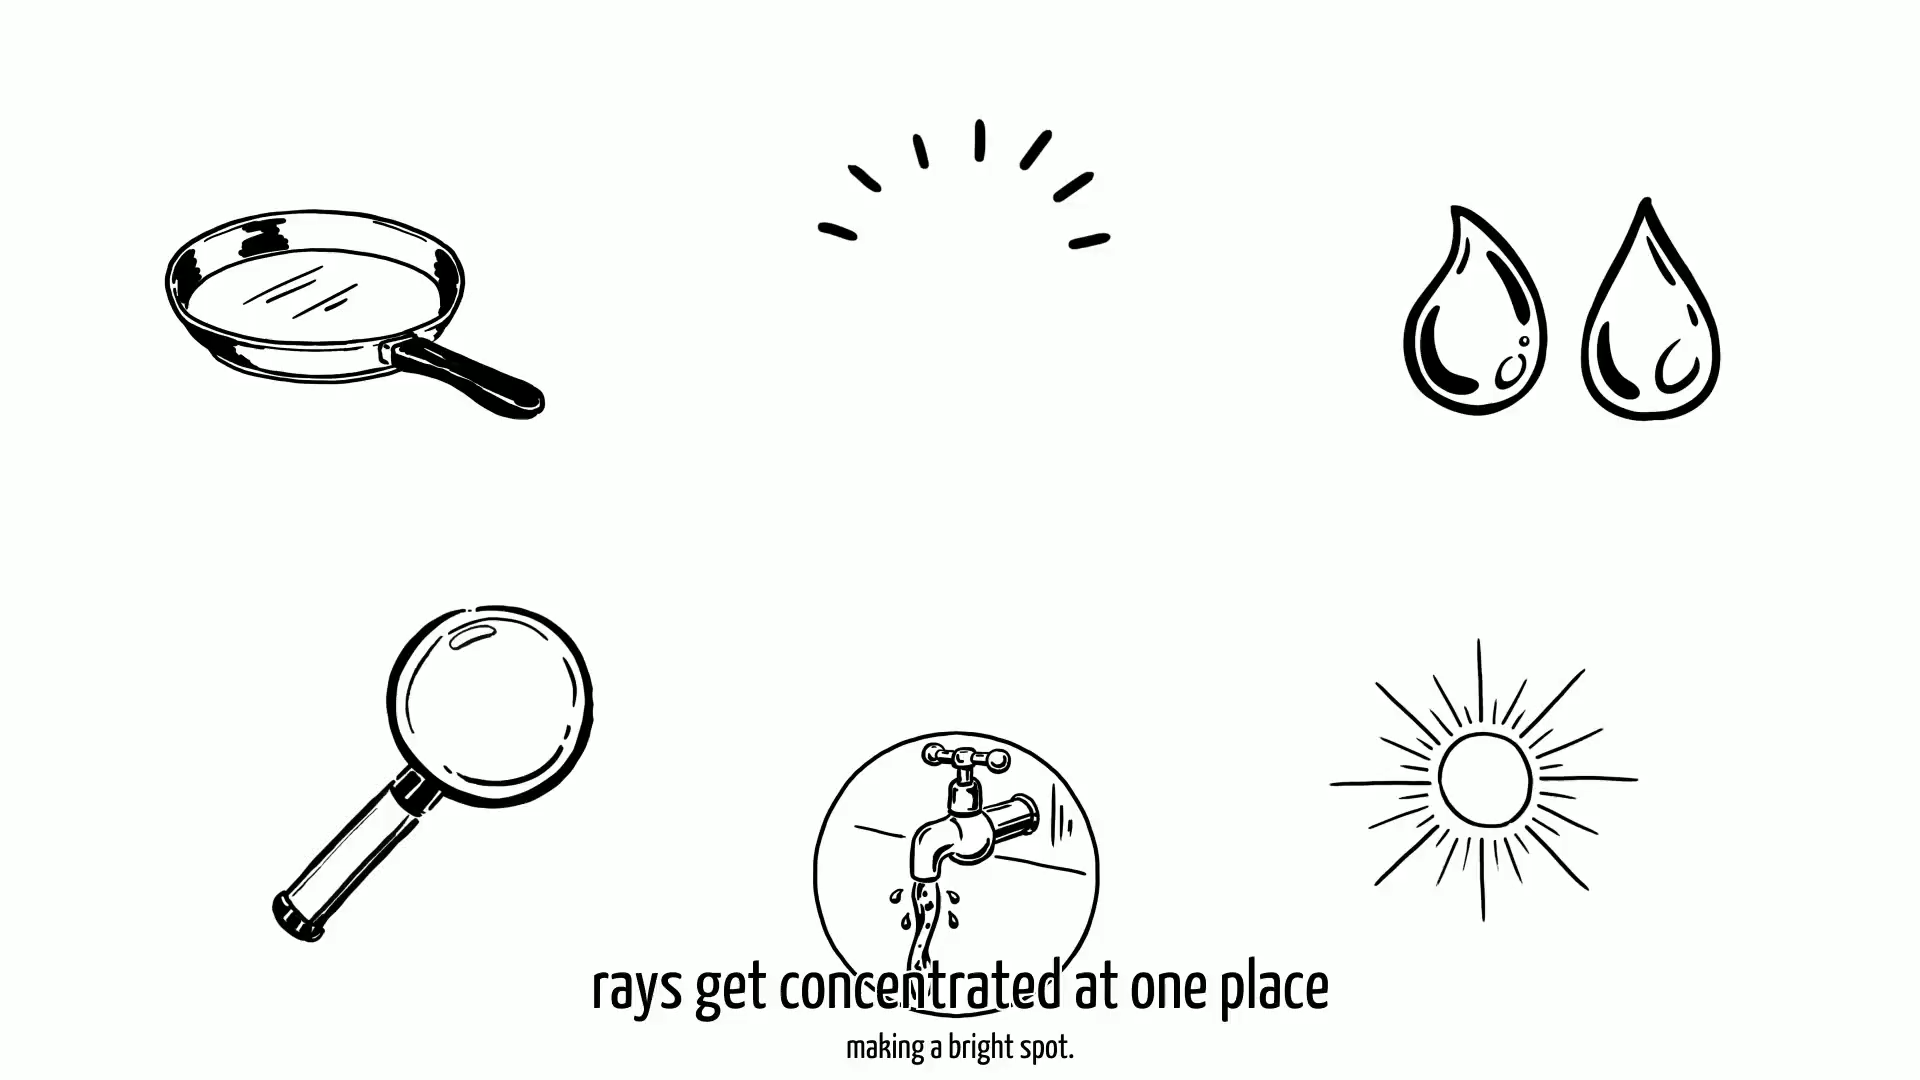 rays get concentrated at one place
making a bright spot.